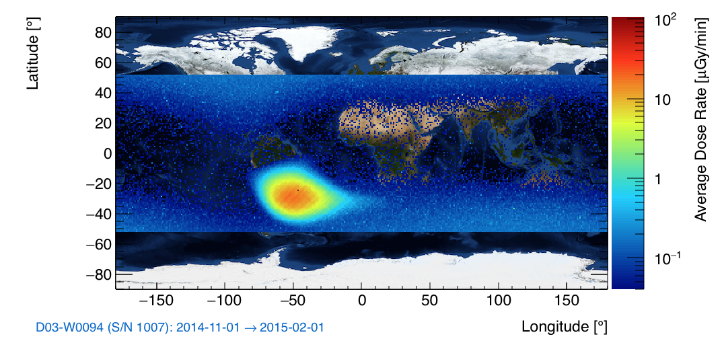 Latitude [°]
80
60
40
20
0
−20
−40
−60
−80
−150 −100 −50 0 50 100 150
Longitude [°]
10²
10
1
10⁻¹
Average Dose Rate [μGy/min]
D03-W0094 (S/N 1007): 2014-11-01 → 2015-02-01